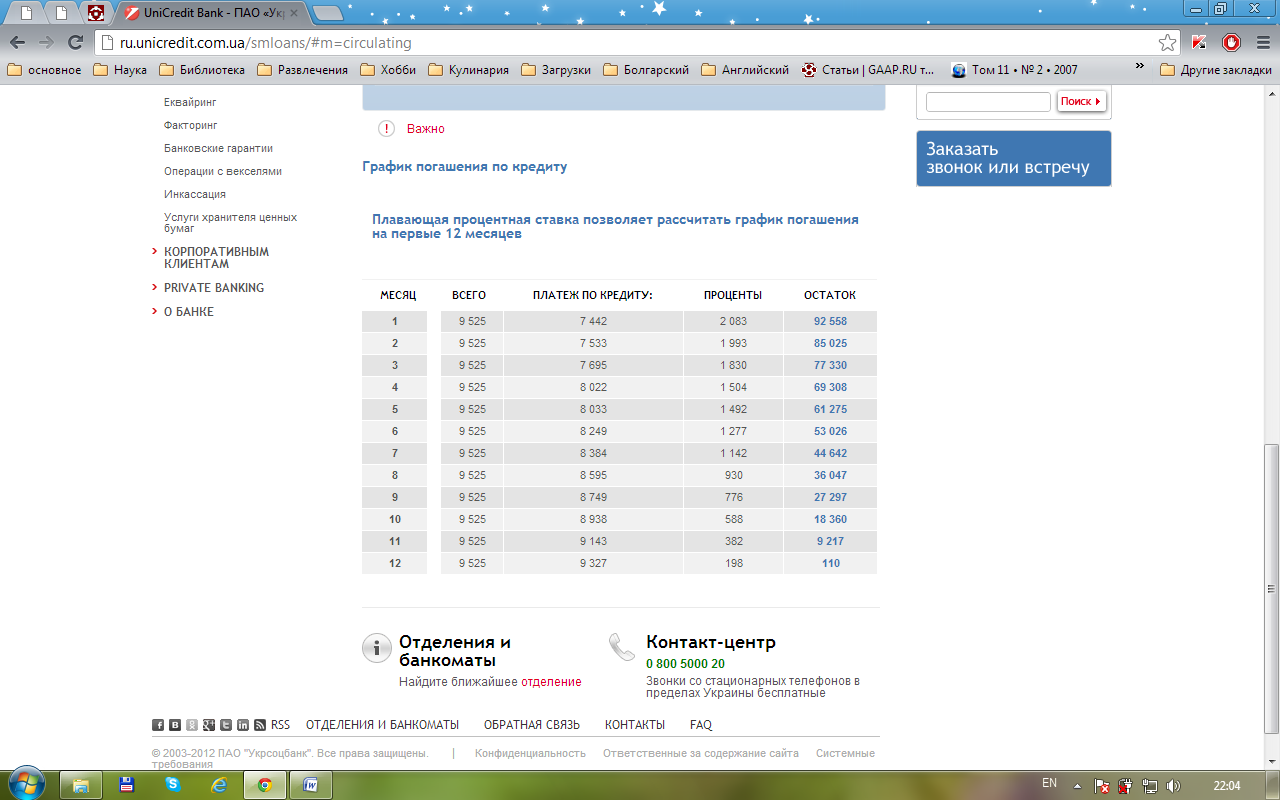 UniCredit Bank - ПАО «Укр
ru.unicredit.com.ua/smloans/#m=circulating
основное Наука Библиотека Развлечения Хобби Кулинария Загрузки Болгарский Английский Статьи | GAAP.RU т... Том 11 • № 2 • 2007 » Другие закладки
Еквайринг
Факторинг
Банковские гарантии
Операции с векселями
Инкассация
Услуги хранителя ценных
бумаг
КОРПОРАТИВНЫМ
КЛИЕНТАМ
PRIVATE BANKING
О БАНКЕ
Важно
График погашения по кредиту
Плавающая процентная ставка позволяет рассчитать график погашения
на первые 12 месяцев
МЕСЯЦ ВСЕГО ПЛАТЕЖ ПО КРЕДИТУ: ПРОЦЕНТЫ ОСТАТОК
1 9 525 7 442 2 083 92 558
2 9 525 7 533 1 993 85 025
3 9 525 7 695 1 830 77 330
4 9 525 8 022 1 504 69 308
5 9 525 8 033 1 492 61 275
6 9 525 8 249 1 277 53 026
7 9 525 8 384 1 142 44 642
8 9 525 8 595 930 36 047
9 9 525 8 749 776 27 297
10 9 525 8 938 588 18 360
11 9 525 9 143 382 9 217
12 9 525 9 327 198 110
Поиск
Заказать
звонок или встречу
Отделения и
банкоматы
Найдите ближайшее отделение
Контакт-центр
0 800 5000 20
Звонки со стационарных телефонов в
пределах Украины бесплатные
RSS ОТДЕЛЕНИЯ И БАНКОМАТЫ ОБРАТНАЯ СВЯЗЬ КОНТАКТЫ FAQ
© 2003-2012 ПАО "Укрсоцбанк". Все права защищены. | Конфиденциальность Ответственные за содержание сайта Системные
требования
EN 22:04